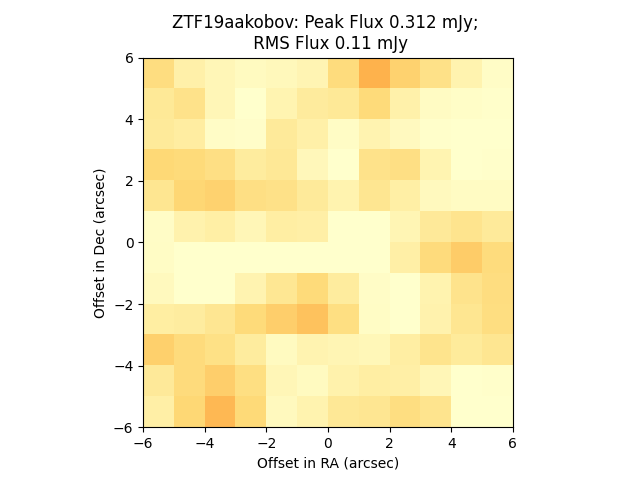 ZTF19aakobov: Peak Flux 0.312 mJy;
RMS Flux 0.11 mJy
6
4
2
0
−2
−4
−6
Offset in Dec (arcsec)
−6 −4 −2 0 2 4 6
Offset in RA (arcsec)